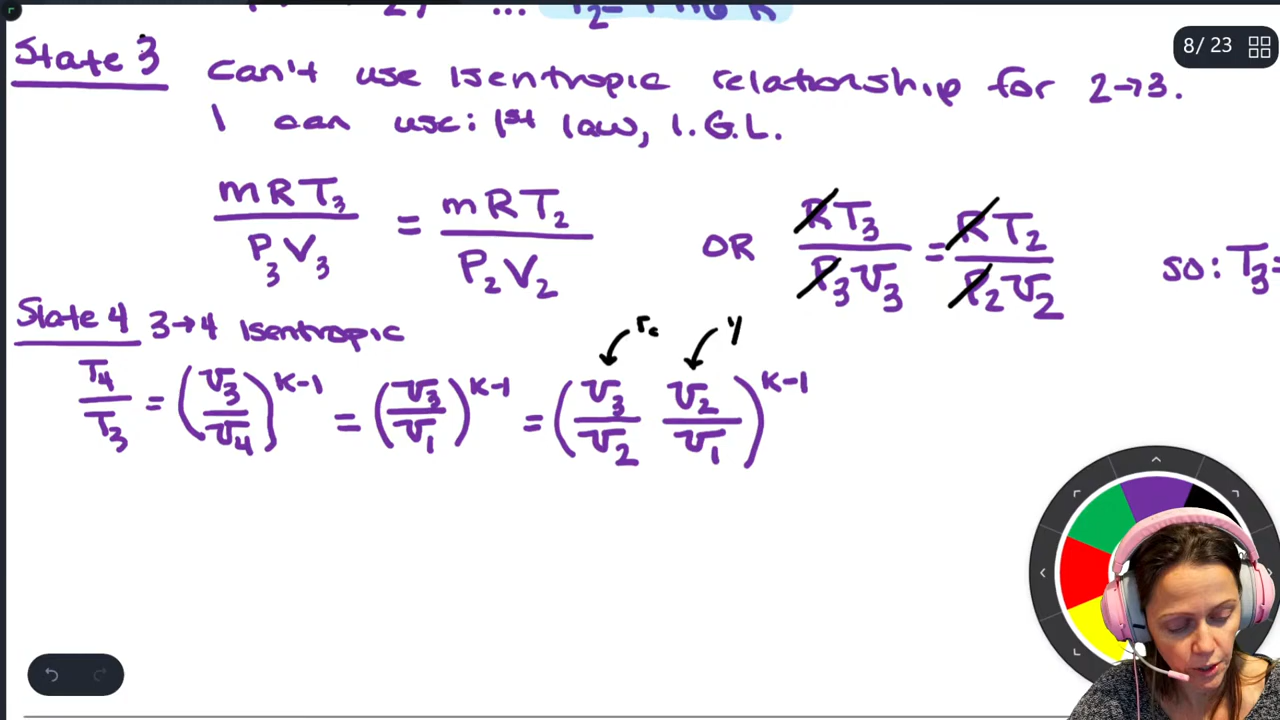 8/23
State 3 can't use isentropic relationship for 2→3.
I can use: 1st law, I.G.L.
mRT₃/P₃V₃ = mRT₂/P₂V₂ OR RT₃/P₃v₃ = RT₂/P₂v₂ so: T₃=
State 4 3→4 Isentropic
T₄/T₃ = (v₃/v₄)^(k-1) = (v₃/v₁)^(k-1) = (v₃/v₂ v₂/v₁)^(k-1)